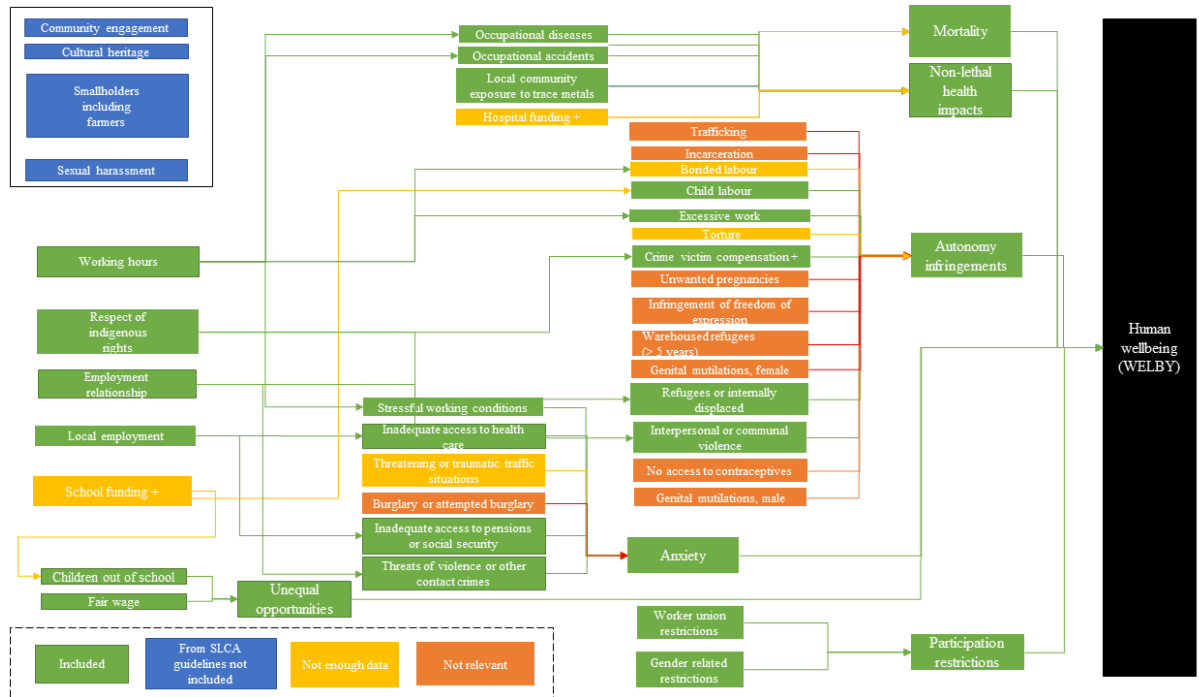 Community engagement
Cultural heritage
Smallholders
including
farmers
Sexual harassment
Occupational diseases
Occupational accidents
Local community
exposure to trace metals
Hospital funding +
Mortality
Non-lethal
health
impacts
Trafficking
Incarceration
Bonded labour
Child labour
Excessive work
Torture
Crime victim compensation+
Unwanted pregnancies
Infringement of freedom of
expression
Warehoused refugees
(> 5 years)
Genital mutilations, female
Refugees or internally
displaced
Interpersonal or communal
violence
No access to contraceptives
Genital mutilations, male
Autonomy
infringements
Human
wellbeing
(WELBY)
Working hours
Respect of
indigenous
rights
Employment
relationship
Local employment
School funding +
Stressful working conditions
Inadequate access to health
care
Threatening or traumatic traffic
situations
Burglary or attempted burglary
Inadequate access to pensions
or social security
Threats of violence or other
contact crimes
Anxiety
Children out of school
Fair wage
Unequal
opportunities
Worker union
restrictions
Gender related
restrictions
Participation
restrictions
Included
From SLCA
guidelines not
included
Not enough data
Not relevant